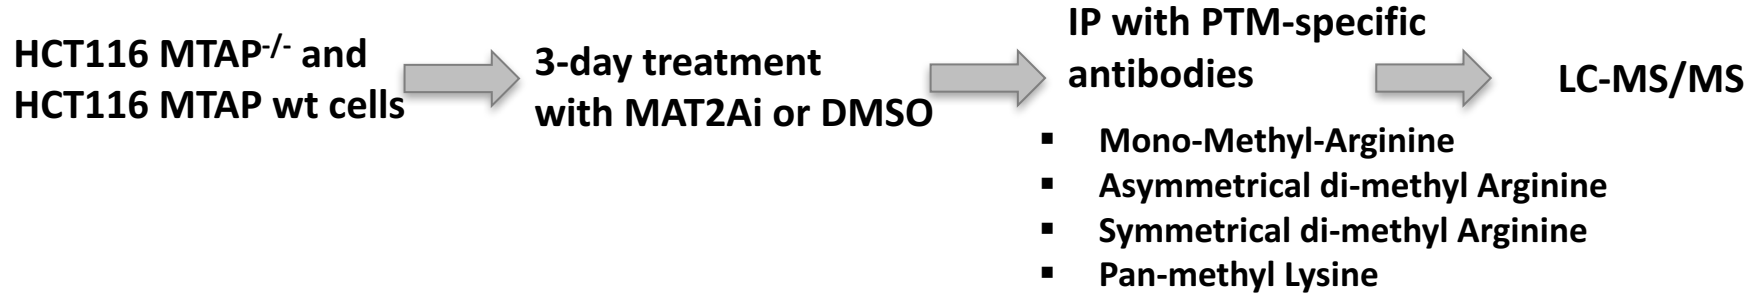 HCT116 MTAP-/- and
HCT116 MTAP wt cells
3-day treatment
with MAT2Ai or DMSO
IP with PTM-specific
antibodies
▪ Mono-Methyl-Arginine
▪ Asymmetrical di-methyl Arginine
▪ Symmetrical di-methyl Arginine
▪ Pan-methyl Lysine
LC-MS/MS